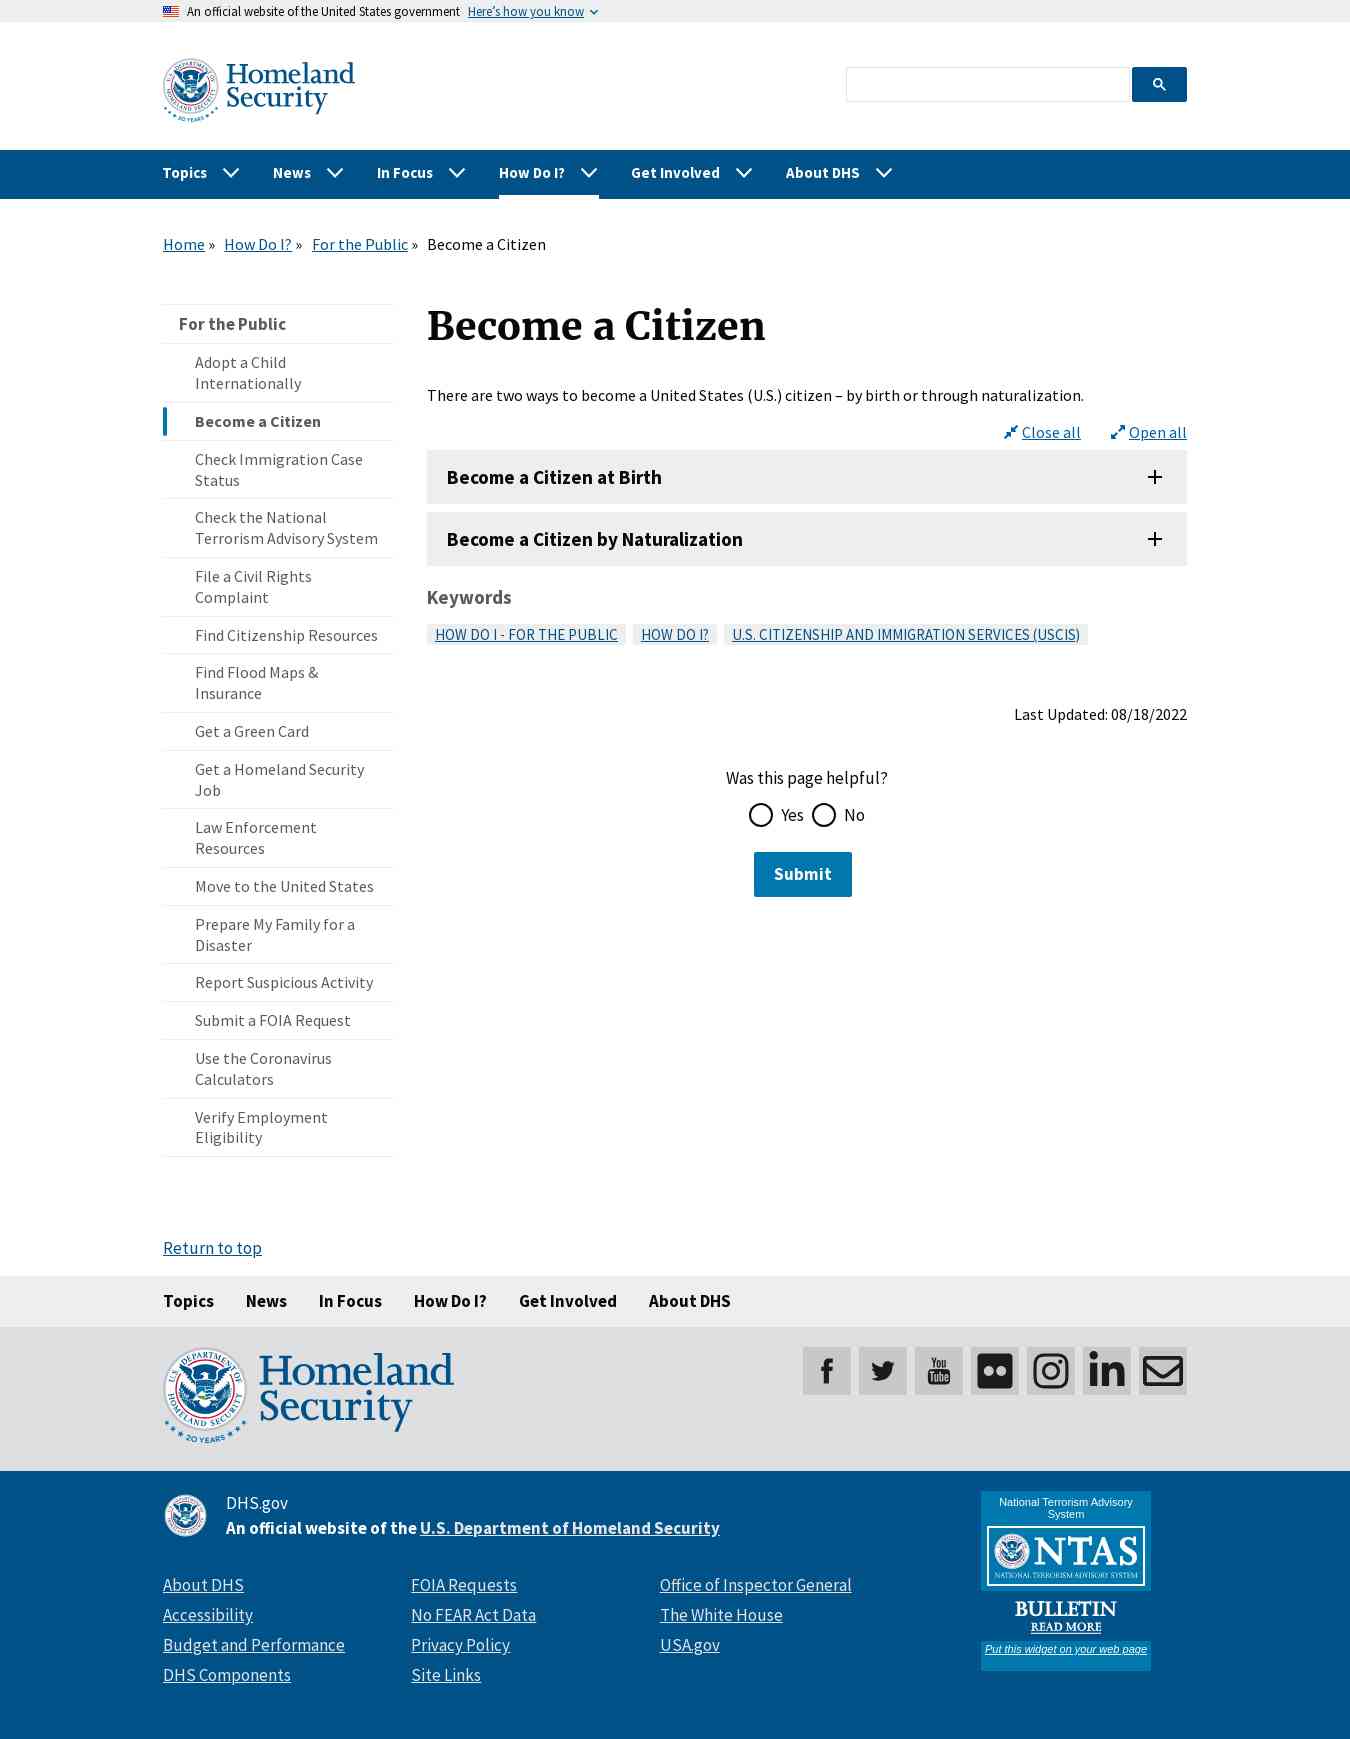 An official website of the United States government Here's how you know
Homeland
Security
20 YEARS
Topics News In Focus How Do I? Get Involved About DHS
Home » How Do I? » For the Public » Become a Citizen
For the Public
Adopt a Child
Internationally
Become a Citizen
Check Immigration Case
Status
Check the National
Terrorism Advisory System
File a Civil Rights
Complaint
Find Citizenship Resources
Find Flood Maps &
Insurance
Get a Green Card
Get a Homeland Security
Job
Law Enforcement
Resources
Move to the United States
Prepare My Family for a
Disaster
Report Suspicious Activity
Submit a FOIA Request
Use the Coronavirus
Calculators
Verify Employment
Eligibility
Become a Citizen
There are two ways to become a United States (U.S.) citizen – by birth or through naturalization.
Close all Open all
Become a Citizen at Birth
Become a Citizen by Naturalization
Keywords
HOW DO I - FOR THE PUBLIC HOW DO I? U.S. CITIZENSHIP AND IMMIGRATION SERVICES (USCIS)
Last Updated: 08/18/2022
Was this page helpful?
Yes No
Submit
Return to top
Topics News In Focus How Do I? Get Involved About DHS
U.S. DEPARTMENT OF
HOMELAND SECURITY
20 YEARS
Homeland
Security
You
Tube
in
DHS.gov
An official website of the U.S. Department of Homeland Security
About DHS
Accessibility
Budget and Performance
DHS Components
FOIA Requests
No FEAR Act Data
Privacy Policy
Site Links
Office of Inspector General
The White House
USA.gov
National Terrorism Advisory
System
NTAS
NATIONAL TERRORISM ADVISORY SYSTEM
BULLETIN
READ MORE
Put this widget on your web page